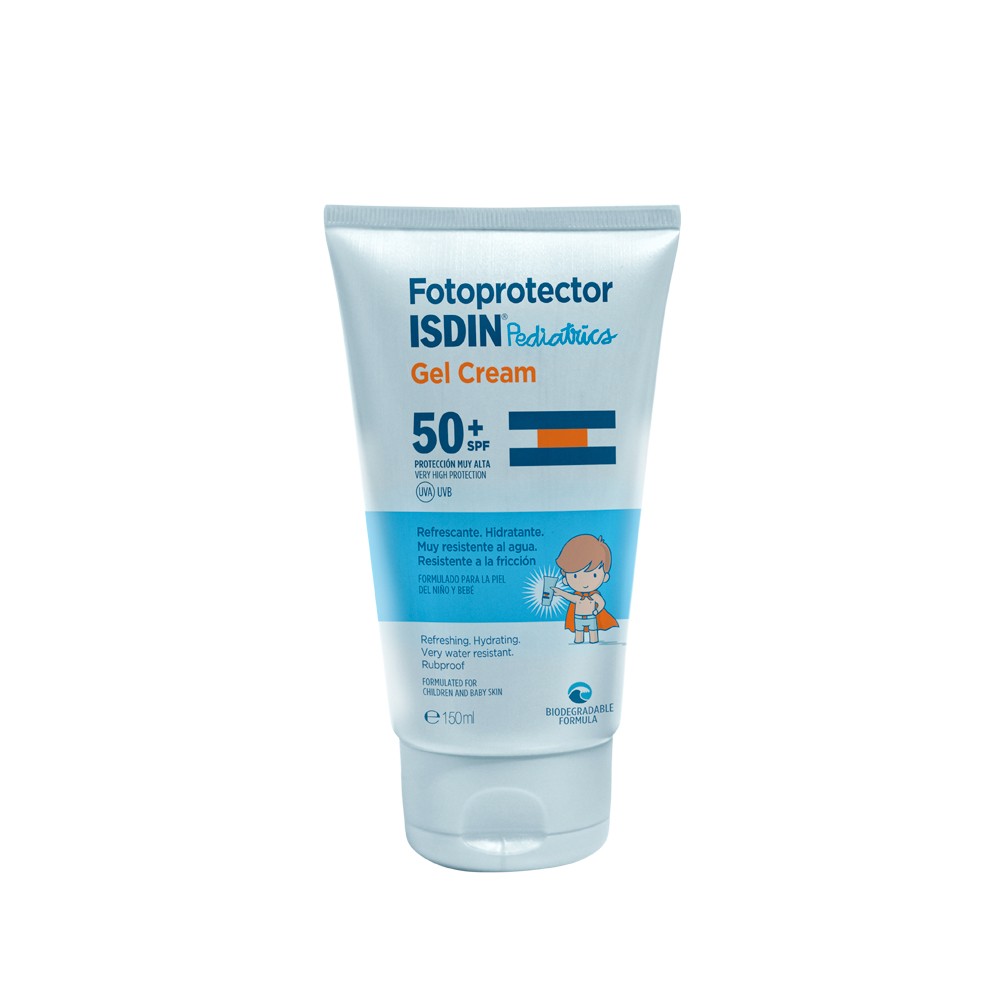 Fotoprotector
ISDIN® Pediatrics
Gel Cream
50+ SPF
PROTECCIÓN MUY ALTA
VERY HIGH PROTECTION
UVA UVB
Refrescante. Hidratante.
Muy resistente al agua.
Resistente a la fricción
FORMULADO PARA LA PIEL
DEL NIÑO Y BEBÉ
Refreshing. Hydrating.
Very water resistant.
Rubproof
FORMULATED FOR
CHILDREN AND BABY SKIN
℮ 150ml
BIODEGRADABLE
FORMULA